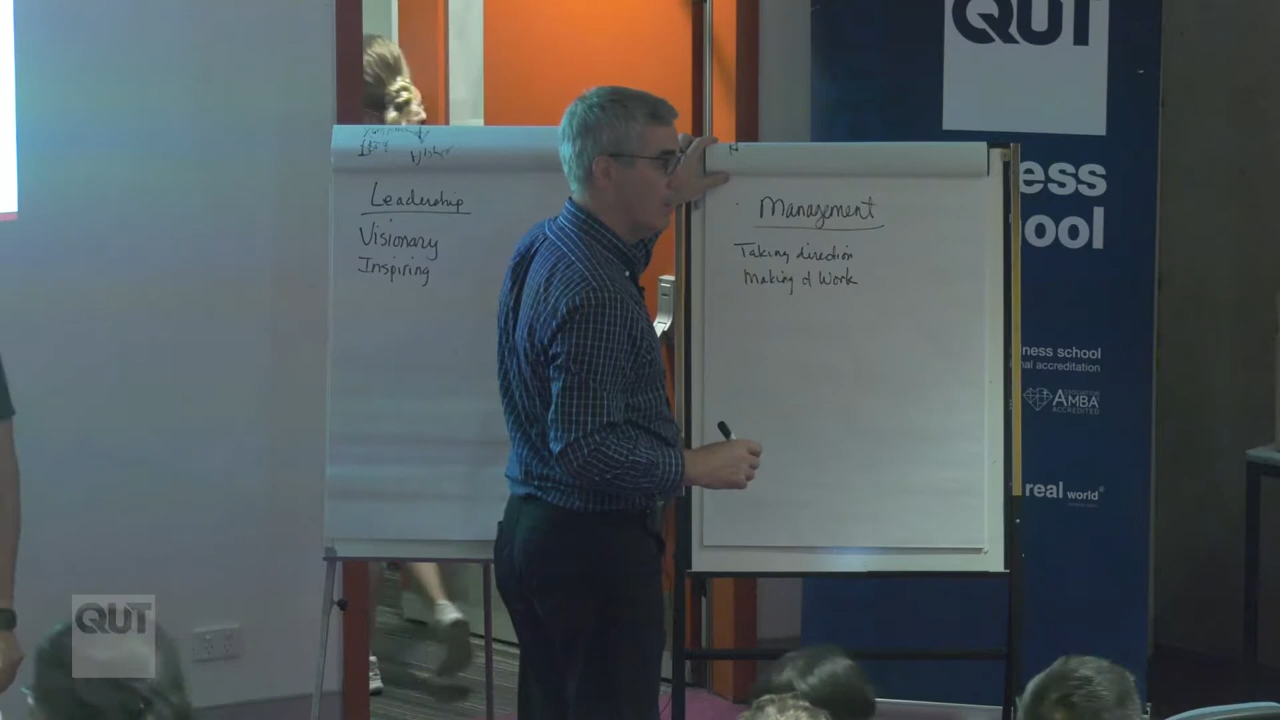 Leadership
Visionary
Inspiring
Management
Taking direction
Making d Work
QUT
ess
ool
ness school
nal accreditation
AMBA
ACCREDITED
real world
QUT